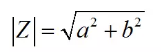 |Z| = √(a² + b²)